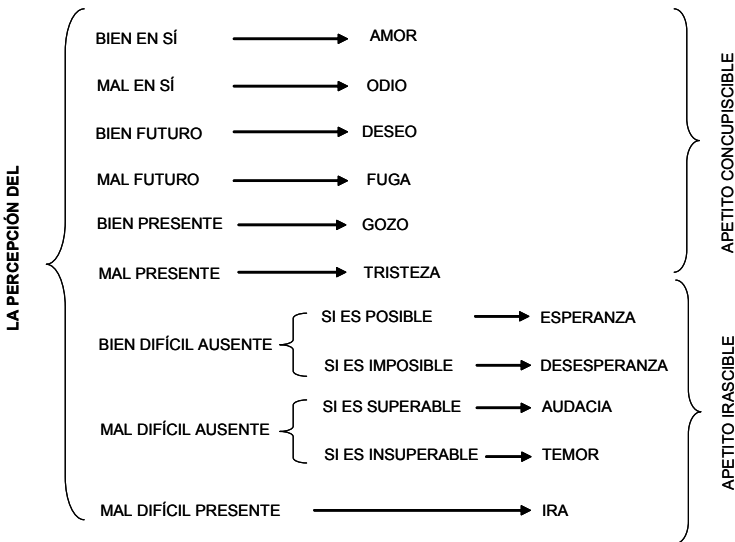 LA PERCEPCIÓN DEL
BIEN EN SÍ AMOR
MAL EN SÍ ODIO
BIEN FUTURO DESEO
MAL FUTURO FUGA
BIEN PRESENTE GOZO
MAL PRESENTE TRISTEZA
APETITO CONCUPISCIBLE
BIEN DIFÍCIL AUSENTE
SI ES POSIBLE ESPERANZA
SI ES IMPOSIBLE DESESPERANZA
MAL DIFÍCIL AUSENTE
SI ES SUPERABLE AUDACIA
SI ES INSUPERABLE TEMOR
MAL DIFÍCIL PRESENTE IRA
APETITO IRASCIBLE